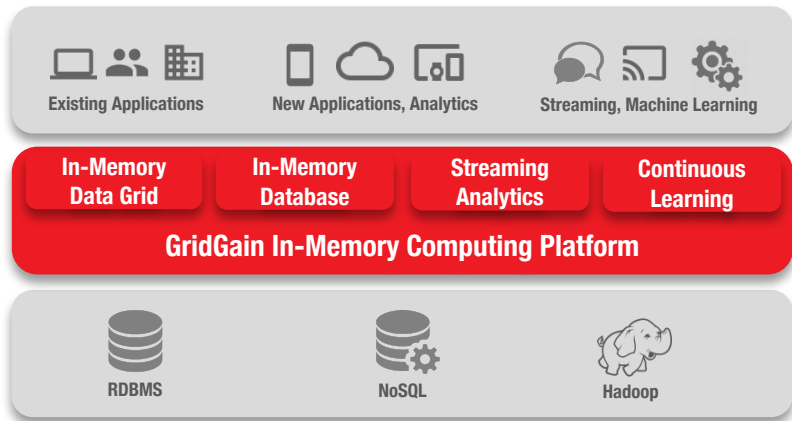 Existing Applications
New Applications, Analytics
Streaming, Machine Learning
In-Memory
Data Grid
In-Memory
Database
Streaming
Analytics
Continuous
Learning
GridGain In-Memory Computing Platform
RDBMS
NoSQL
Hadoop